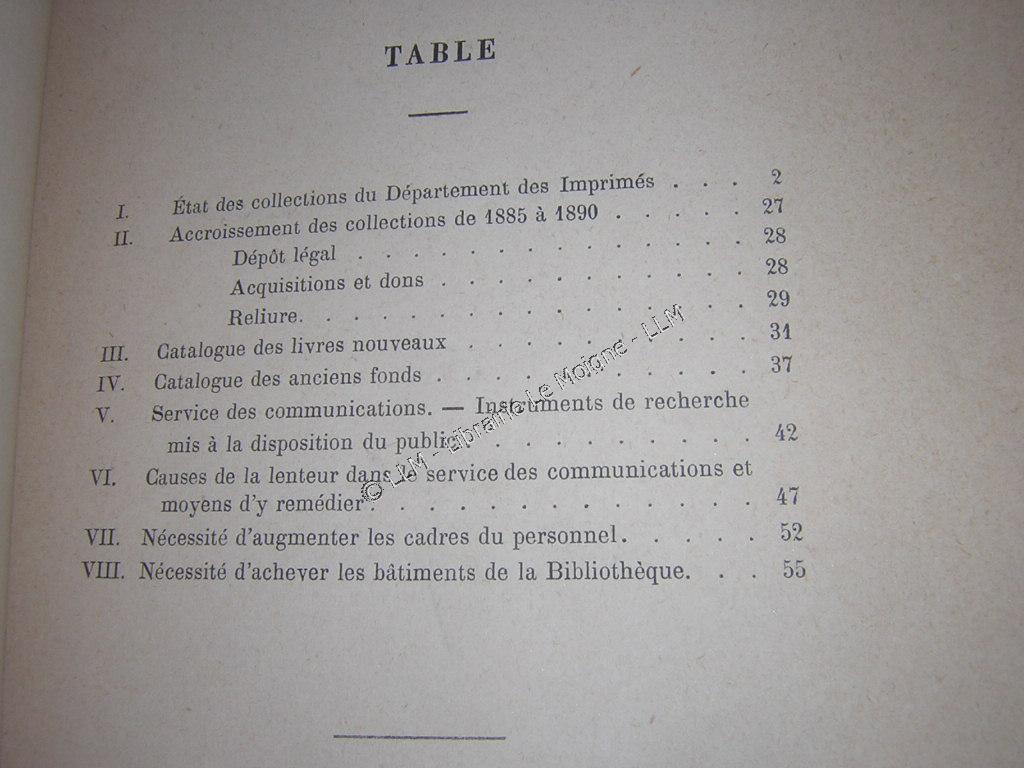 TABLE
I. État des collections du Département des Imprimés . . . 2
II. Accroissement des collections de 1885 à 1890 . . . . . 27
Dépôt légal . . . . . . . . . . . . . 28
Acquisitions et dons . . . . . . . . . . . 28
Reliure. . . . . . . . . . . . . . . 29
III. Catalogue des livres nouveaux . . . . . . . . . . 31
IV. Catalogue des anciens fonds . . . . . . . . . . . 37
V. Service des communications. — Instruments de recherche
mis à la disposition du public. . . . . . . . . . 42
VI. Causes de la lenteur dans le service des communications et
moyens d'y remédier . . . . . . . . . . . . . 47
VII. Nécessité d'augmenter les cadres du personnel. . . . . 52
VIII. Nécessité d'achever les bâtiments de la Bibliothèque. . . 55
© LLM - Librairie Le Moigne - LLM